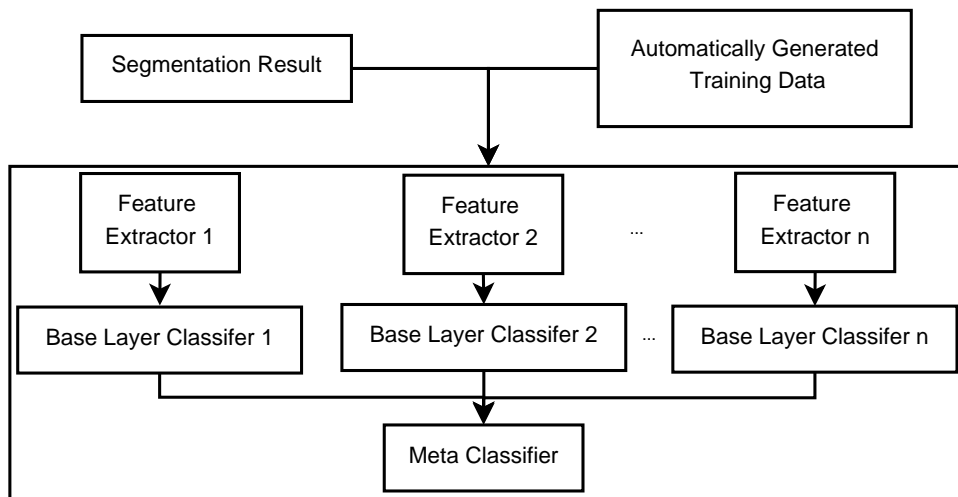 Segmentation Result
Automatically Generated
Training Data
Feature
Extractor 1
Feature
Extractor 2
...
Feature
Extractor n
Base Layer Classifer 1
Base Layer Classifer 2
...
Base Layer Classifer n
Meta Classifier